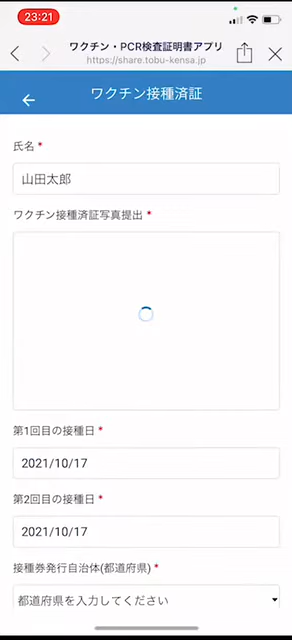 23:21
ワクチン・PCR検査証明書アプリ
https://share.tobu-kensa.jp
ワクチン接種済証
氏名 *
山田太郎
ワクチン接種済証写真提出 *
第1回目の接種日 *
2021/10/17
第2回目の接種日 *
2021/10/17
接種券発行自治体(都道府県) *
都道府県を入力してください